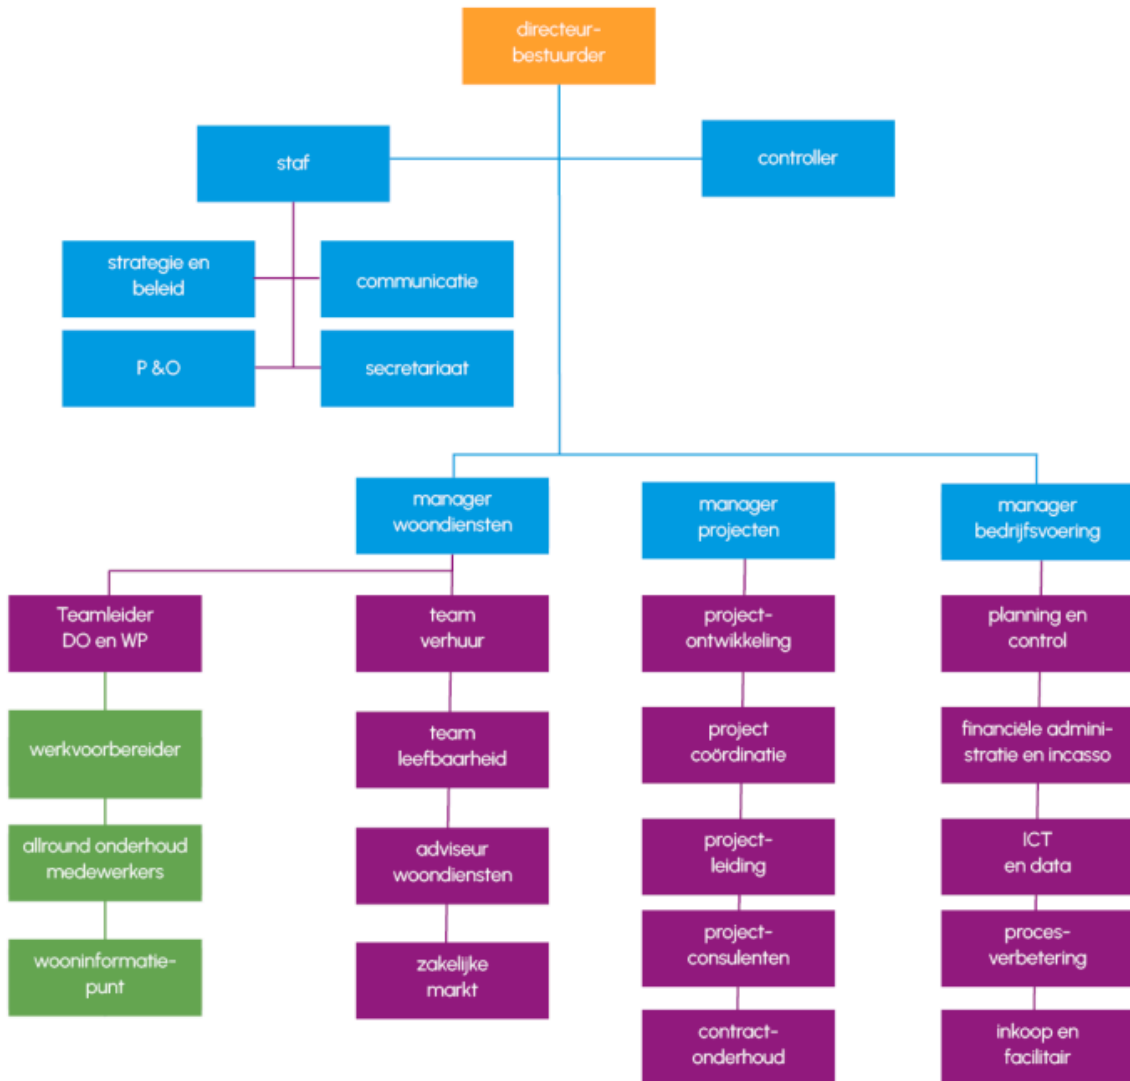 directeur-
bestuurder
staf
controller
strategie en
beleid
communicatie
P &O
secretariaat
manager
woondiensten
manager
projecten
manager
bedrijfsvoering
Teamleider
DO en WP
team
verhuur
project-
ontwikkeling
planning en
control
werkvoorbereider
team
leefbaarheid
project
coördinatie
financiële admini-
stratie en incasso
allround onderhoud
medewerkers
adviseur
woondiensten
project-
leiding
ICT
en data
wooninformatie-
punt
zakelijke
markt
project-
consulenten
proces-
verbetering
contract-
onderhoud
inkoop en
facilitair